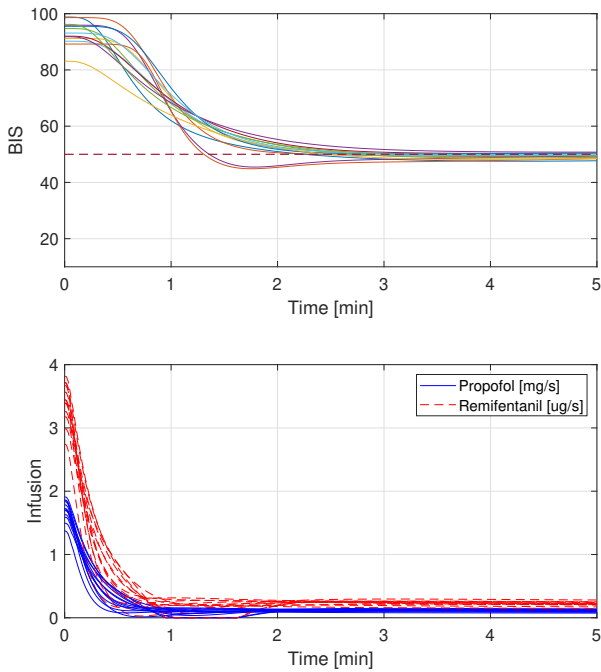 100
80
60
40
20
BIS
0 1 2 3 4 5
Time [min]
4
3
2
1
0
Infusion
Propofol [mg/s]
Remifentanil [ug/s]
0 1 2 3 4 5
Time [min]